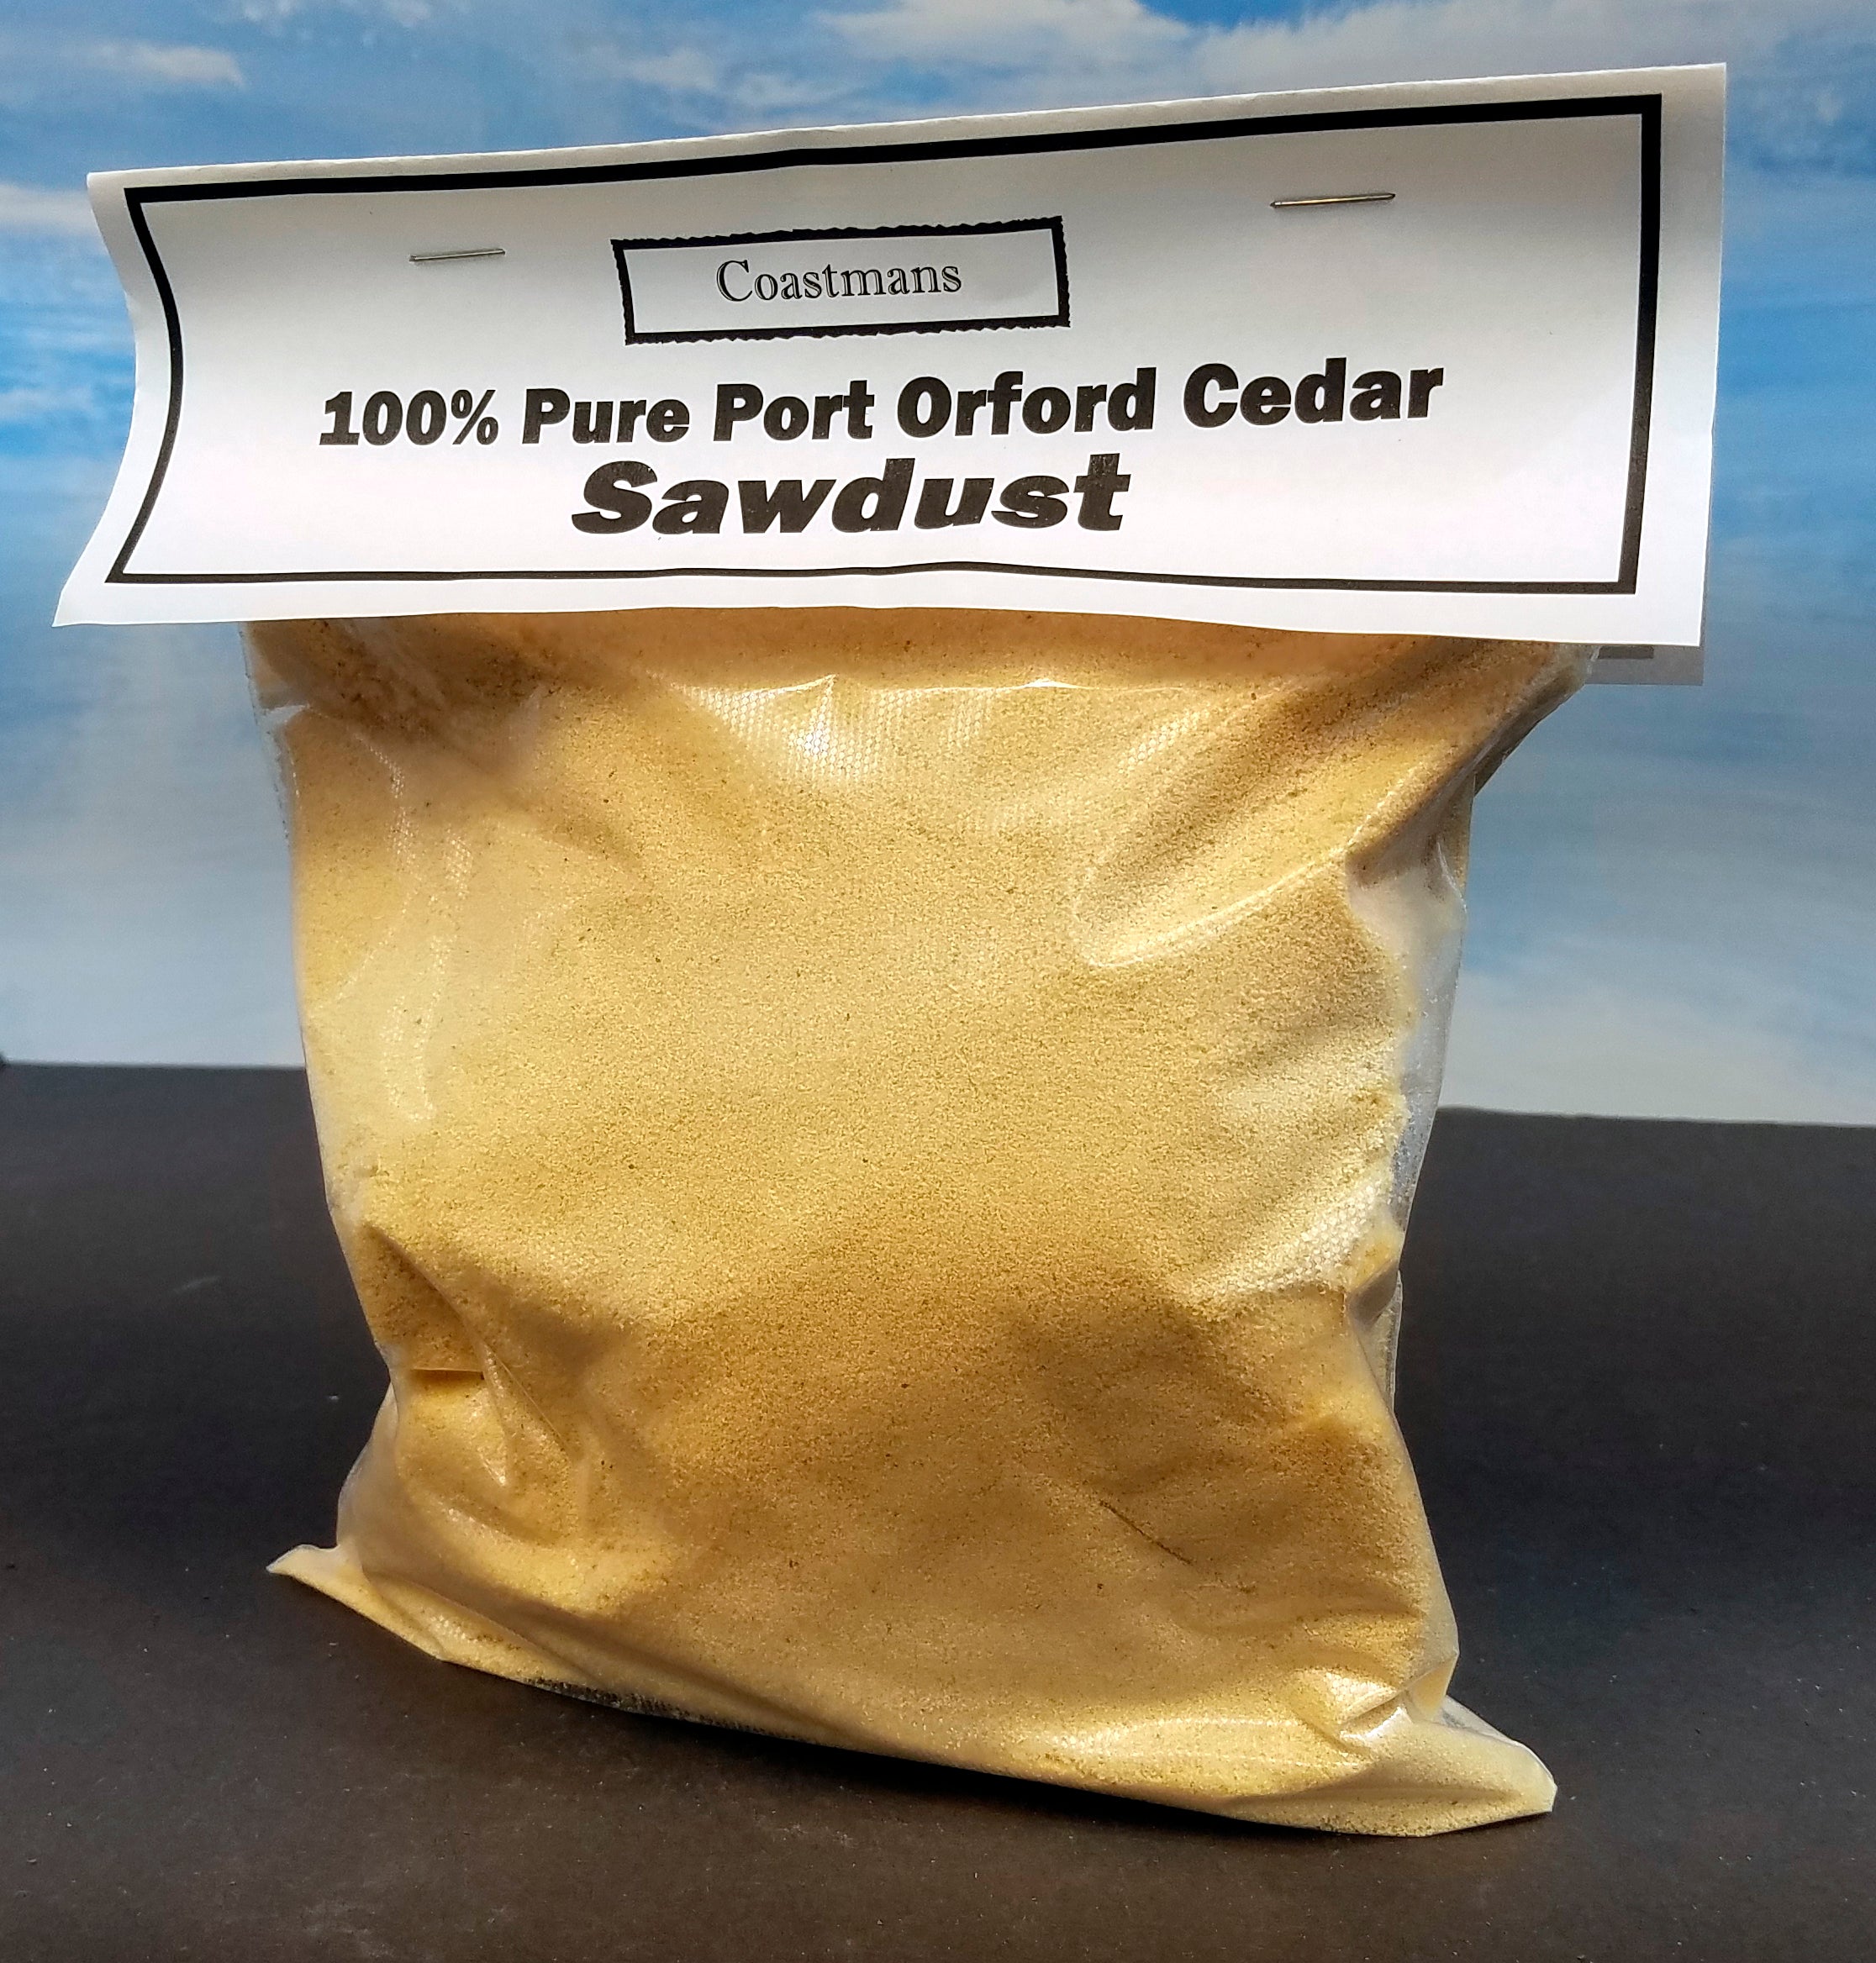 Coastmans
100% Pure Port Orford Cedar
Sawdust